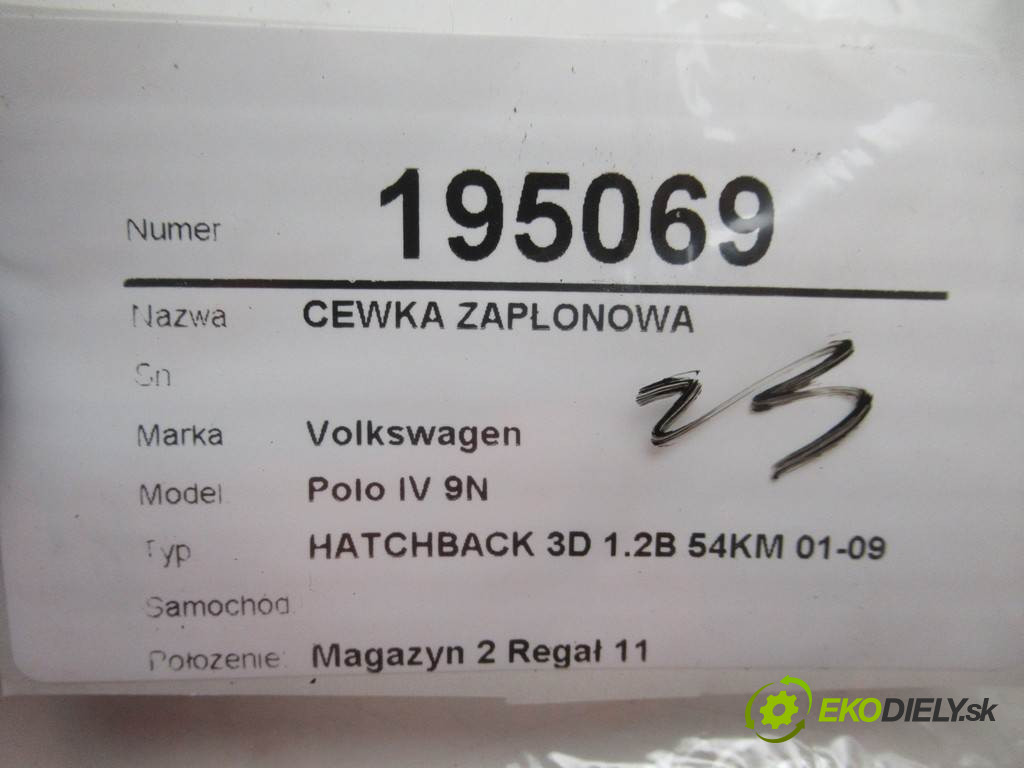 Numer 195069
Nazwa CEWKA ZAPŁONOWA
Sn
Marka Volkswagen
Model Polo IV 9N
Typ HATCHBACK 3D 1.2B 54KM 01-09
Samochód
Położenie: Magazyn 2 Regał 11
EKODIELY.sk